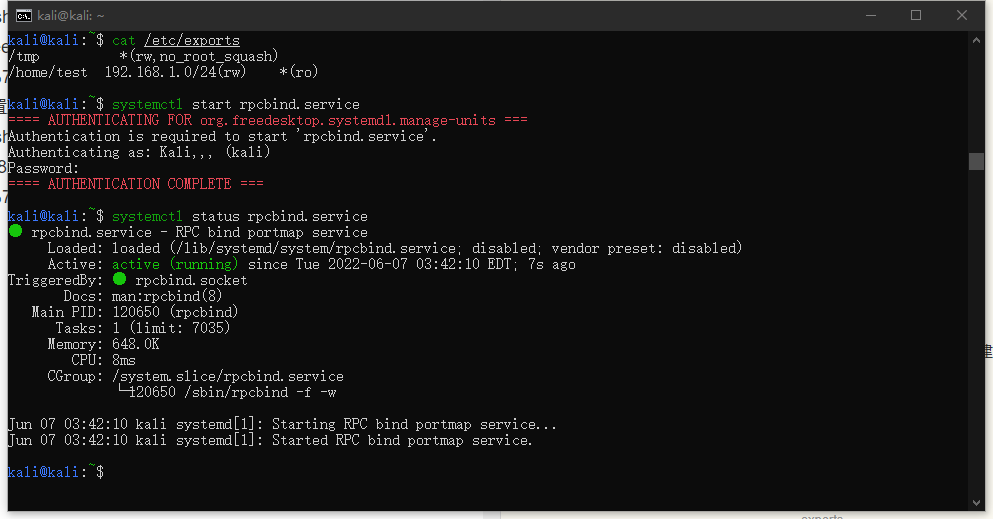 kali@kali: ~
kali@kali:~$ cat /etc/exports
/tmp            *(rw,no_root_squash)
/home/test  192.168.1.0/24(rw)    *(ro)
kali@kali:~$ systemctl start rpcbind.service
==== AUTHENTICATING FOR org.freedesktop.systemd1.manage-units ===
Authentication is required to start 'rpcbind.service'.
Authenticating as: Kali,,, (kali)
Password:
==== AUTHENTICATION COMPLETE ===
kali@kali:~$ systemctl status rpcbind.service
● rpcbind.service - RPC bind portmap service
     Loaded: loaded (/lib/systemd/system/rpcbind.service; disabled; vendor preset: disabled)
     Active: active (running) since Tue 2022-06-07 03:42:10 EDT; 7s ago
TriggeredBy: ● rpcbind.socket
       Docs: man:rpcbind(8)
   Main PID: 120650 (rpcbind)
      Tasks: 1 (limit: 7035)
     Memory: 648.0K
        CPU: 8ms
     CGroup: /system.slice/rpcbind.service
             └─120650 /sbin/rpcbind -f -w
Jun 07 03:42:10 kali systemd[1]: Starting RPC bind portmap service...
Jun 07 03:42:10 kali systemd[1]: Started RPC bind portmap service.
kali@kali:~$